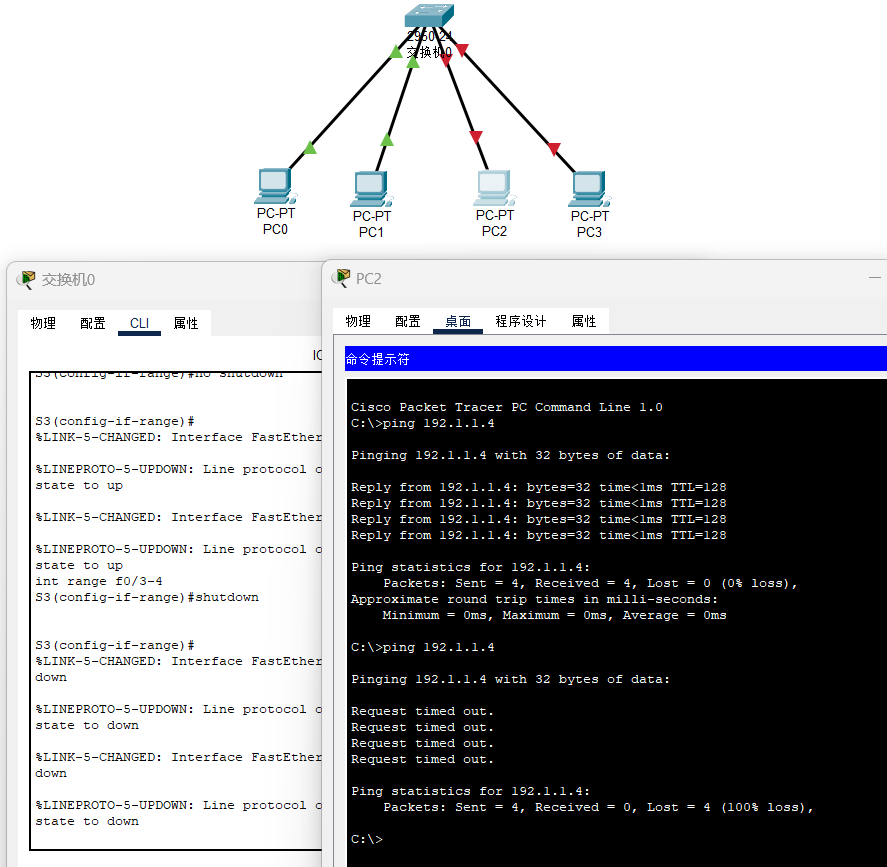 2950-24
交换机0
PC-PT
PC0
PC-PT
PC1
PC-PT
PC2
PC-PT
PC3
交换机0
物理 配置 CLI 属性
S3(config-if-range)#no shutdown
S3(config-if-range)#
%LINK-5-CHANGED: Interface FastEther
%LINEPROTO-5-UPDOWN: Line protocol o
state to up
%LINK-5-CHANGED: Interface FastEther
%LINEPROTO-5-UPDOWN: Line protocol o
state to up
int range f0/3-4
S3(config-if-range)#shutdown
S3(config-if-range)#
%LINK-5-CHANGED: Interface FastEther
down
%LINEPROTO-5-UPDOWN: Line protocol o
state to down
%LINK-5-CHANGED: Interface FastEther
down
%LINEPROTO-5-UPDOWN: Line protocol o
state to down
PC2
物理 配置 桌面 程序设计 属性
命令提示符
Cisco Packet Tracer PC Command Line 1.0
C:\>ping 192.1.1.4
Pinging 192.1.1.4 with 32 bytes of data:
Reply from 192.1.1.4: bytes=32 time<1ms TTL=128
Reply from 192.1.1.4: bytes=32 time<1ms TTL=128
Reply from 192.1.1.4: bytes=32 time<1ms TTL=128
Reply from 192.1.1.4: bytes=32 time<1ms TTL=128
Ping statistics for 192.1.1.4:
Packets: Sent = 4, Received = 4, Lost = 0 (0% loss),
Approximate round trip times in milli-seconds:
Minimum = 0ms, Maximum = 0ms, Average = 0ms
C:\>ping 192.1.1.4
Pinging 192.1.1.4 with 32 bytes of data:
Request timed out.
Request timed out.
Request timed out.
Request timed out.
Ping statistics for 192.1.1.4:
Packets: Sent = 4, Received = 0, Lost = 4 (100% loss),
C:\>